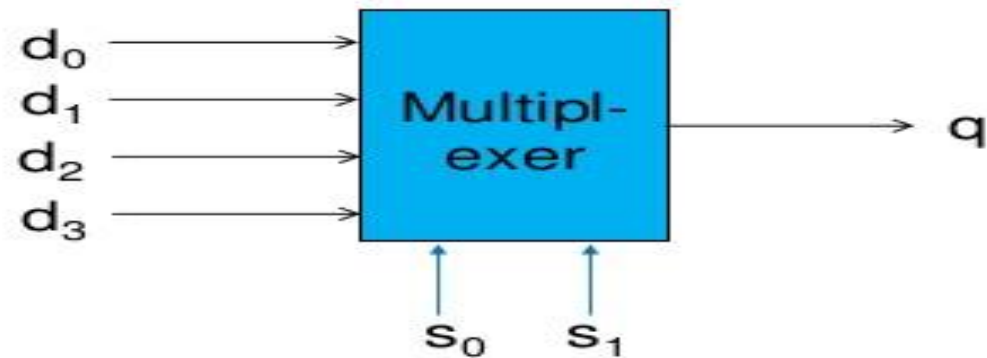 d₀
d₁
Multipl-
q
d₂
exer
d₃
s₀ s₁